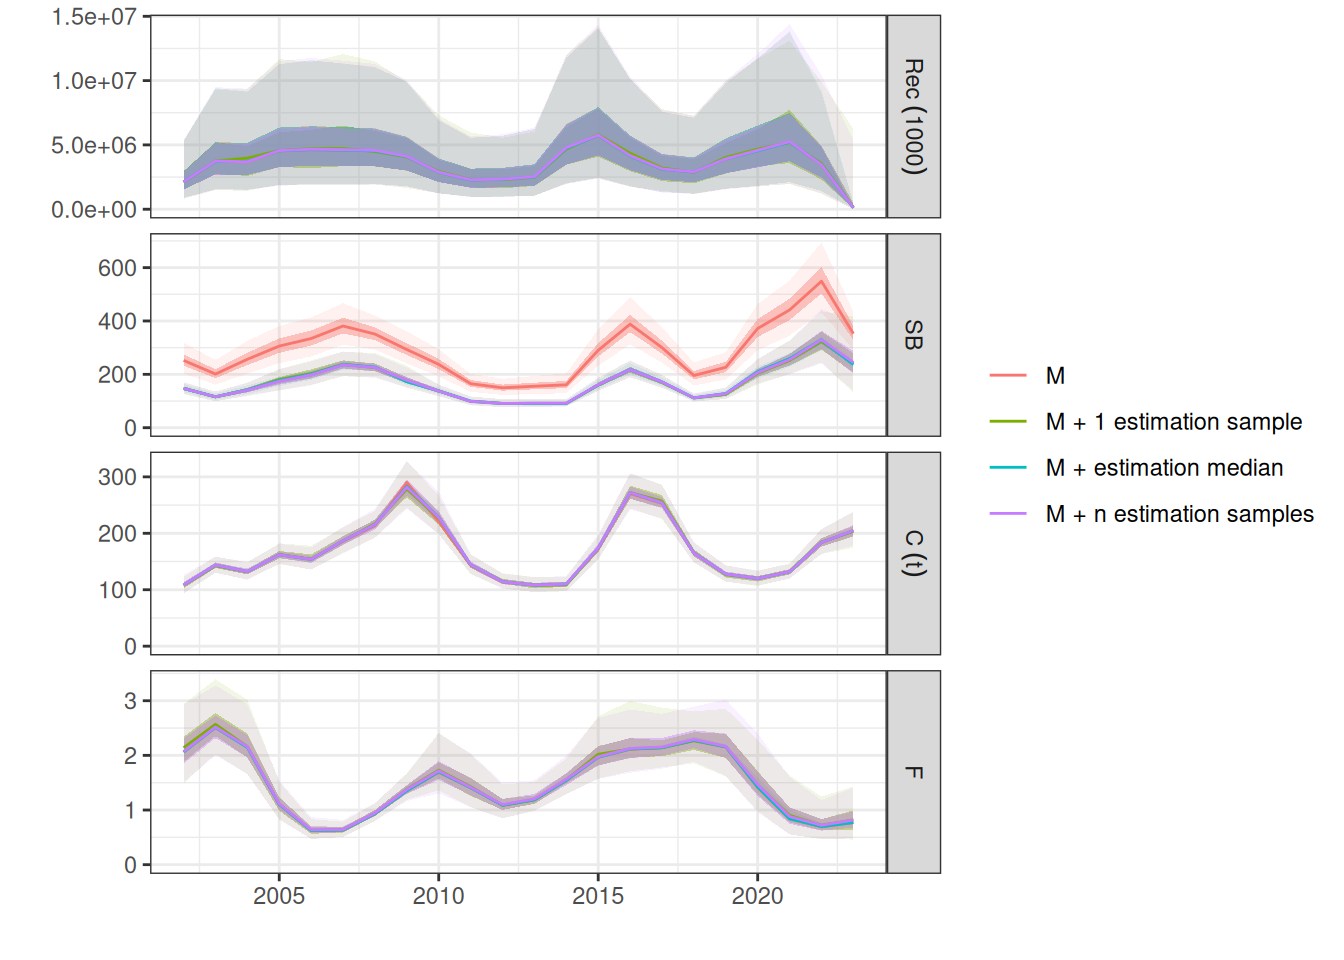 1.5e+07
1.0e+07
5.0e+06
0.0e+00
Rec (1000)
600
400
200
0
SB
300
200
100
0
C (t)
3
2
1
0
F
2005 2010 2015 2020
M
M + 1 estimation sample
M + estimation median
M + n estimation samples